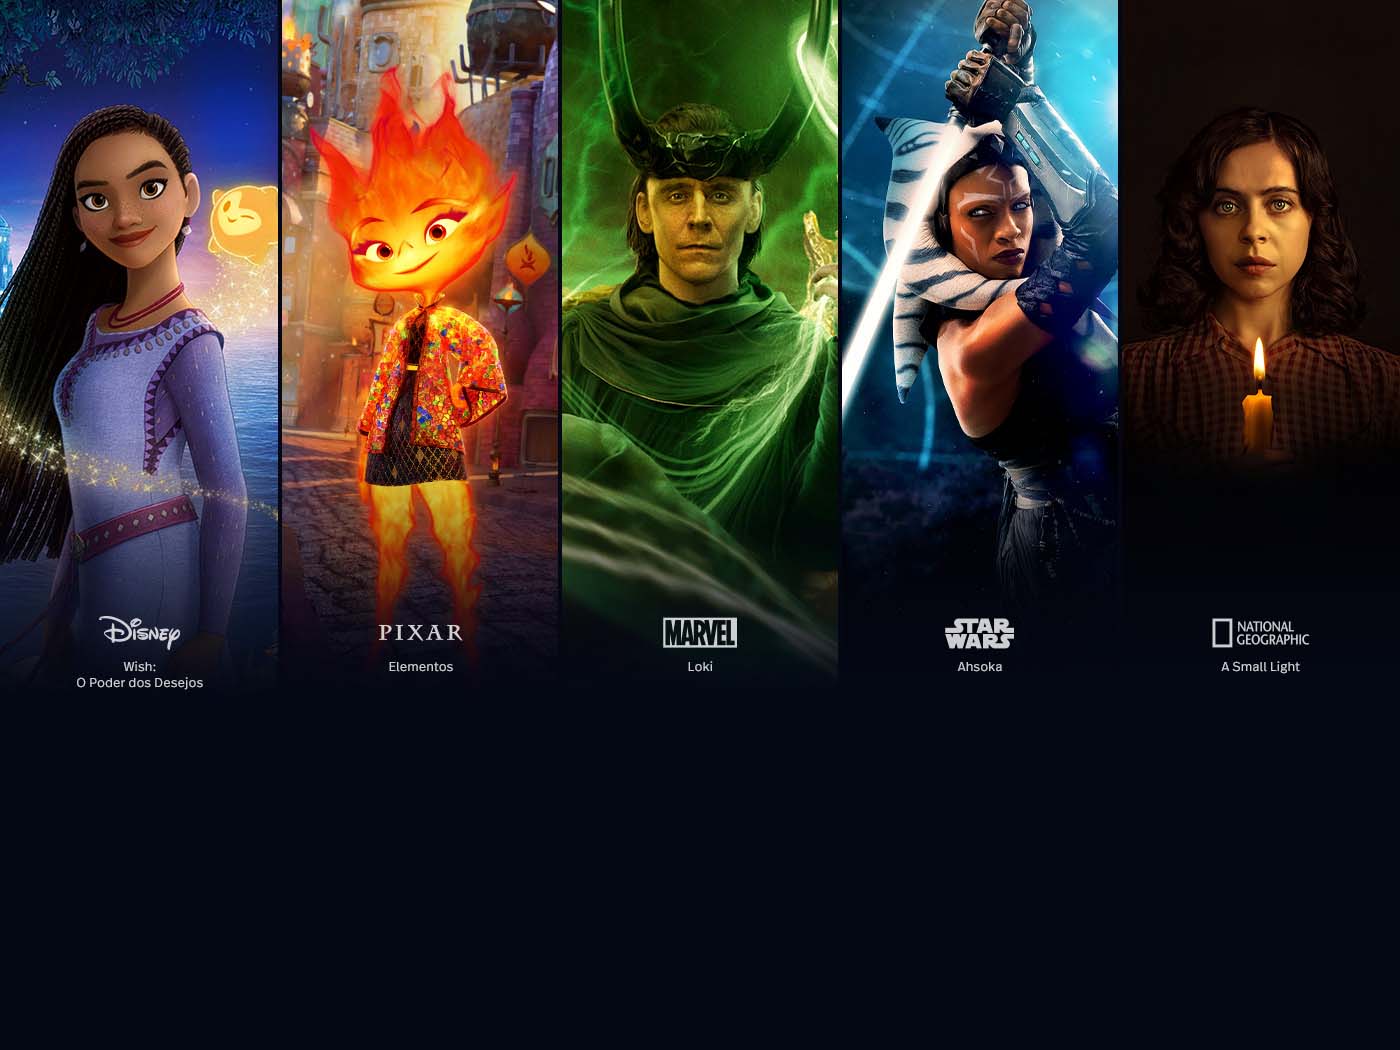 Disney
Wish:
O Poder dos Desejos
PIXAR
Elementos
MARVEL
Loki
STAR
WARS
Ahsoka
NATIONAL
GEOGRAPHIC
A Small Light